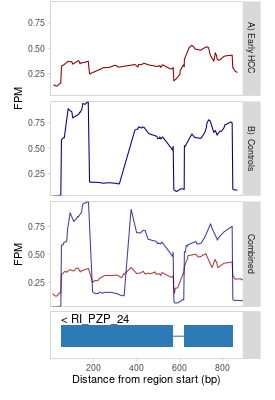 0.75
0.50
0.25
A) Early HCC
FPM
0.75
0.50
0.25
B): Controls
0.75
0.50
0.25
FPM
Combined
< RI_PZP_24
200 400 600 800
Distance from region start (bp)